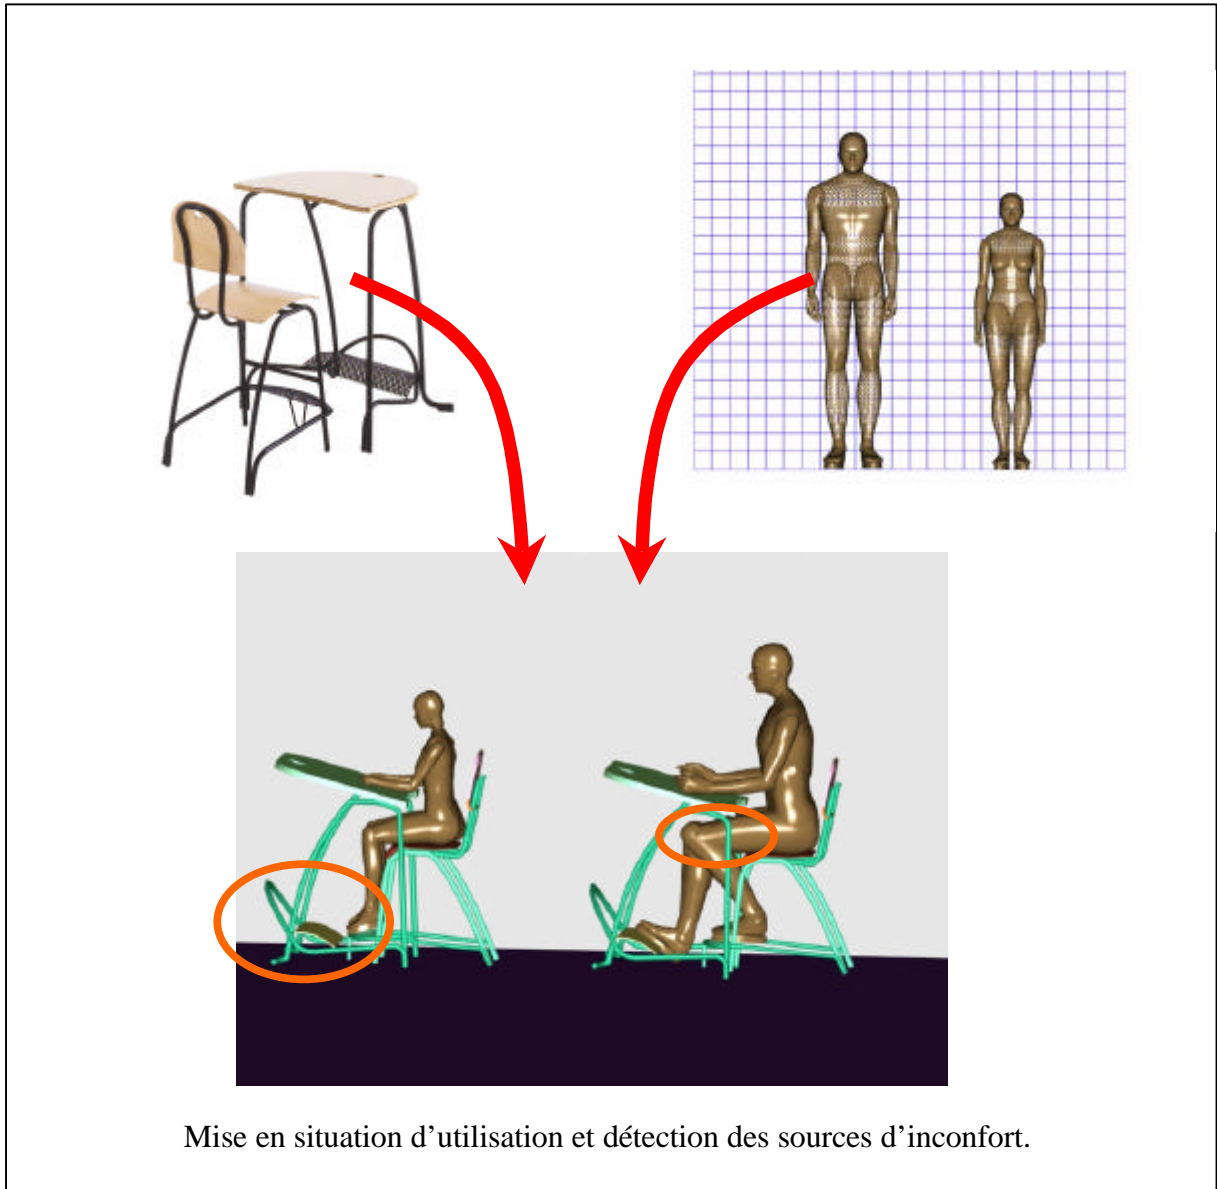 Mise en situation d’utilisation et détection des sources d’inconfort.